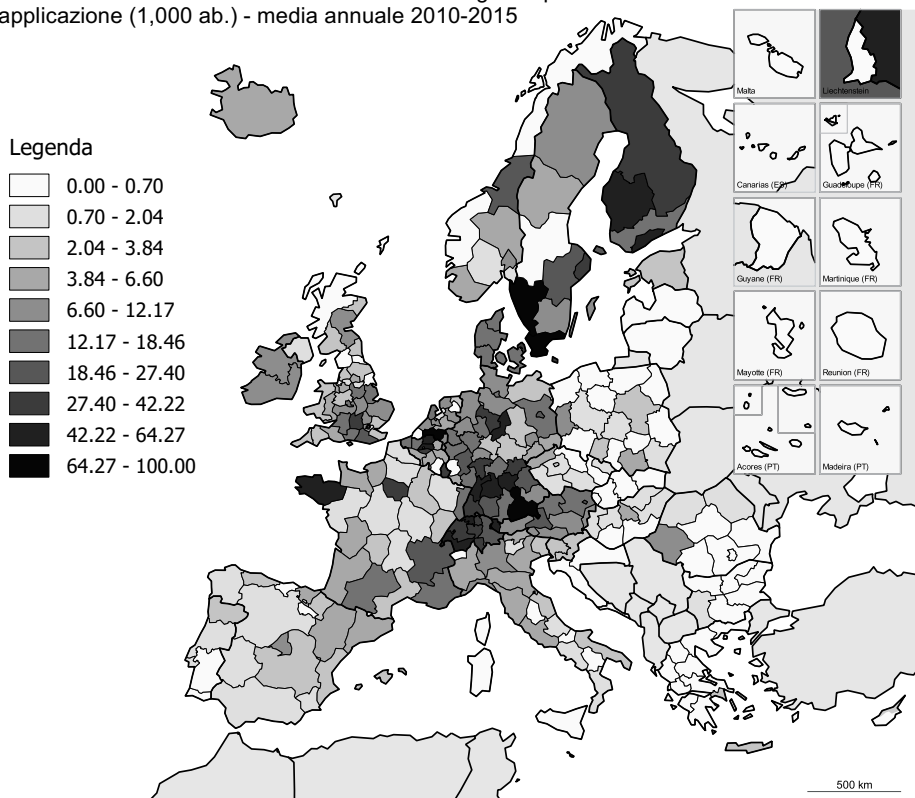 applicazione (1,000 ab.) - media annuale 2010-2015
Legenda
0.00 - 0.70
0.70 - 2.04
2.04 - 3.84
3.84 - 6.60
6.60 - 12.17
12.17 - 18.46
18.46 - 27.40
27.40 - 42.22
42.22 - 64.27
64.27 - 100.00
Malta
Liechtenstein
Canarias (ES)
Guadeloupe (FR)
Guyane (FR)
Martinique (FR)
Mayotte (FR)
Reunion (FR)
Acores (PT)
Madeira (PT)
500 km